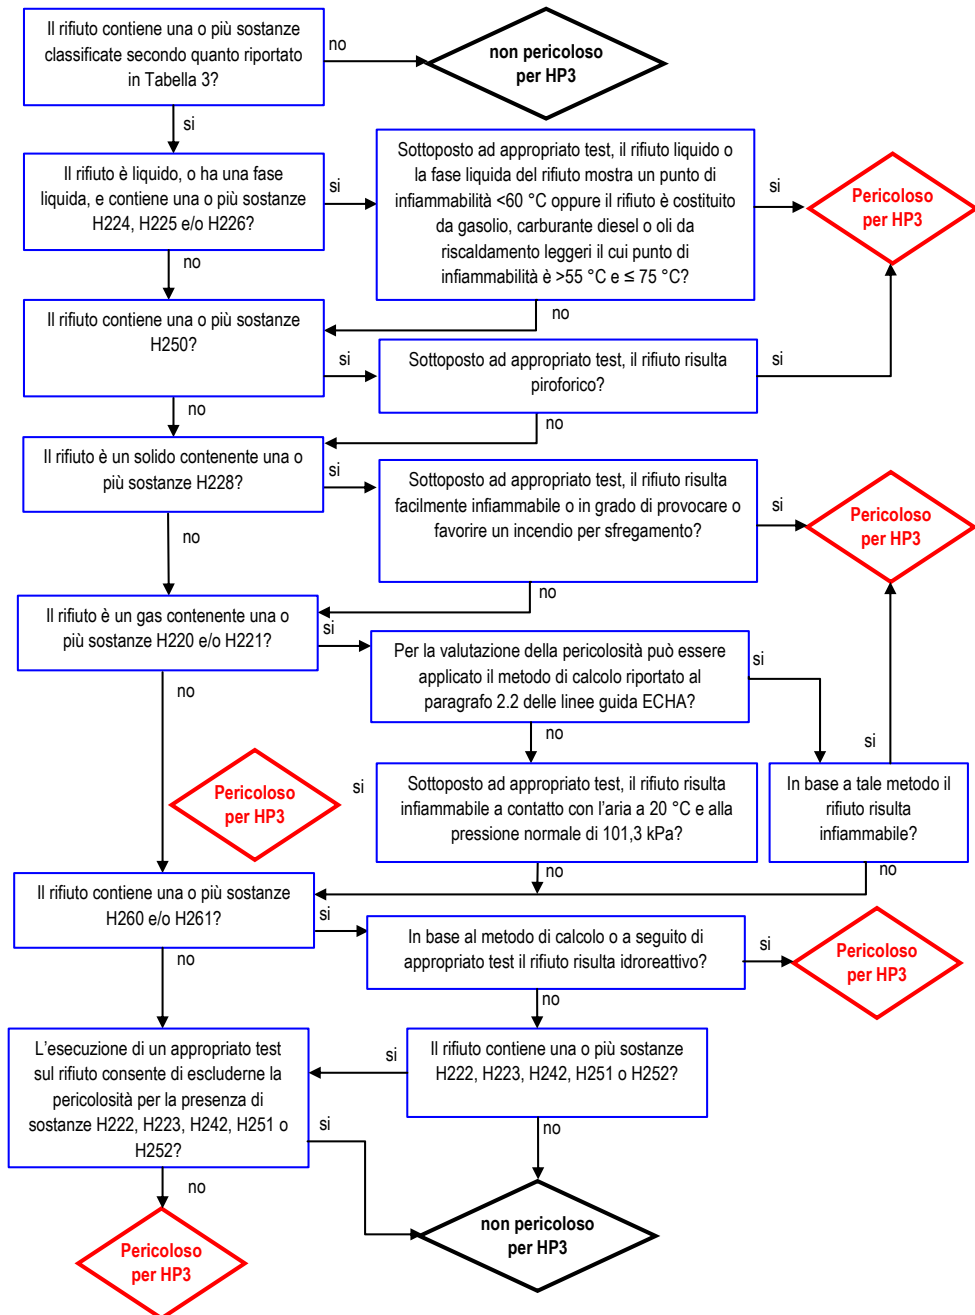 Il rifiuto contiene una o più sostanze
classificate secondo quanto riportato
in Tabella 3?
no
non pericoloso
per HP3
si
Il rifiuto è liquido, o ha una fase
liquida, e contiene una o più sostanze
H224, H225 e/o H226?
si
Sottoposto ad appropriato test, il rifiuto liquido o
la fase liquida del rifiuto mostra un punto di
infiammabilità <60 °C oppure il rifiuto è costituito
da gasolio, carburante diesel o oli da
riscaldamento leggeri il cui punto di
infiammabilità è >55 °C e ≤ 75 °C?
si
Pericoloso
per HP3
no
no
Il rifiuto contiene una o più sostanze
H250?
si
Sottoposto ad appropriato test, il rifiuto risulta
piroforico?
si
no
no
Il rifiuto è un solido contenente una o
più sostanze H228?
si
Sottoposto ad appropriato test, il rifiuto risulta
facilmente infiammabile o in grado di provocare o
favorire un incendio per sfregamento?
si
Pericoloso
per HP3
no
no
Il rifiuto è un gas contenente una o
più sostanze H220 e/o H221?
si
Per la valutazione della pericolosità può essere
applicato il metodo di calcolo riportato al
paragrafo 2.2 delle linee guida ECHA?
si
no
no
si
Pericoloso
per HP3
si
Sottoposto ad appropriato test, il rifiuto risulta
infiammabile a contatto con l'aria a 20 °C e alla
pressione normale di 101,3 kPa?
In base a tale metodo il
rifiuto risulta
infiammabile?
no
no
Il rifiuto contiene una o più sostanze
H260 e/o H261?
si
In base al metodo di calcolo o a seguito di
appropriato test il rifiuto risulta idroreattivo?
si
Pericoloso
per HP3
no
no
L'esecuzione di un appropriato test
sul rifiuto consente di escluderne la
pericolosità per la presenza di
sostanze H222, H223, H242, H251 o
H252?
si
Il rifiuto contiene una o più sostanze
H222, H223, H242, H251 o H252?
si
no
no
Pericoloso
per HP3
non pericoloso
per HP3